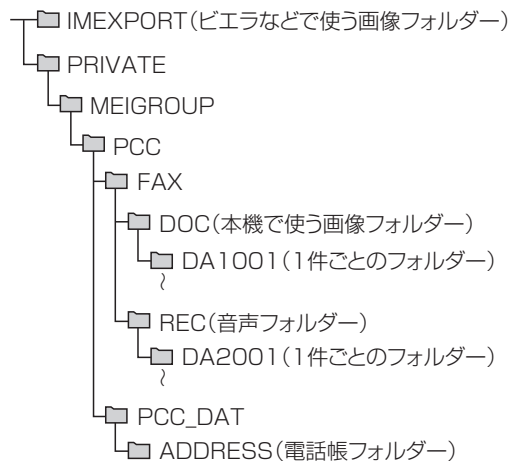 IMEXPORT(ビエラなどで使う画像フォルダー)
PRIVATE
MEIGROUP
PCC
FAX
DOC(本機で使う画像フォルダー)
DA1001(1件ごとのフォルダー)
~
REC(音声フォルダー)
DA2001(1件ごとのフォルダー)
~
PCC_DAT
ADDRESS(電話帳フォルダー)